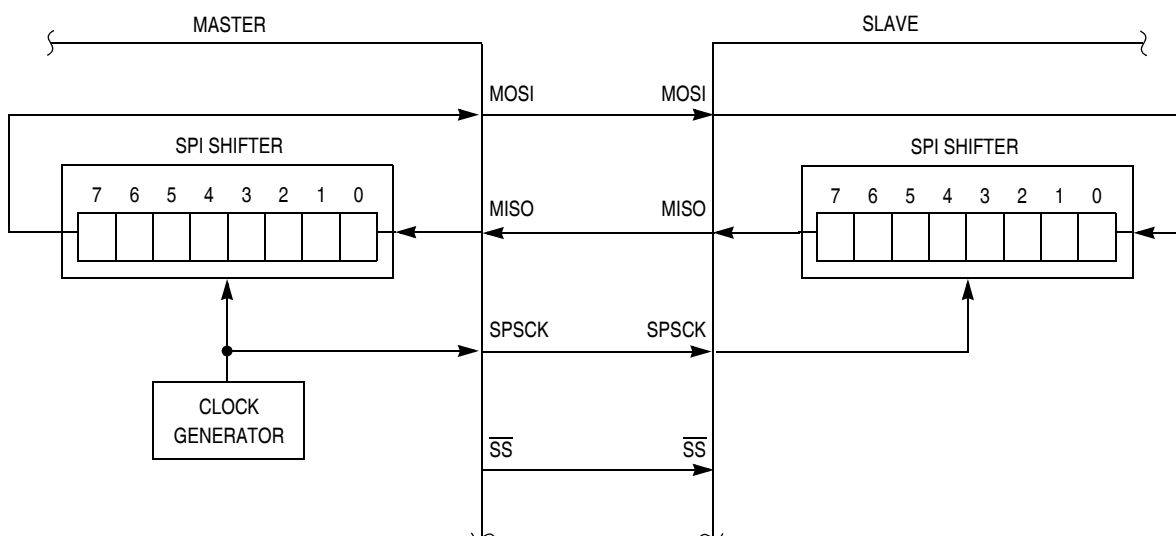 MASTER
SLAVE
MOSI MOSI
SPI SHIFTER SPI SHIFTER
7 6 5 4 3 2 1 0 7 6 5 4 3 2 1 0
MISO MISO
SPSCK SPSCK
CLOCK
GENERATOR
SS SS